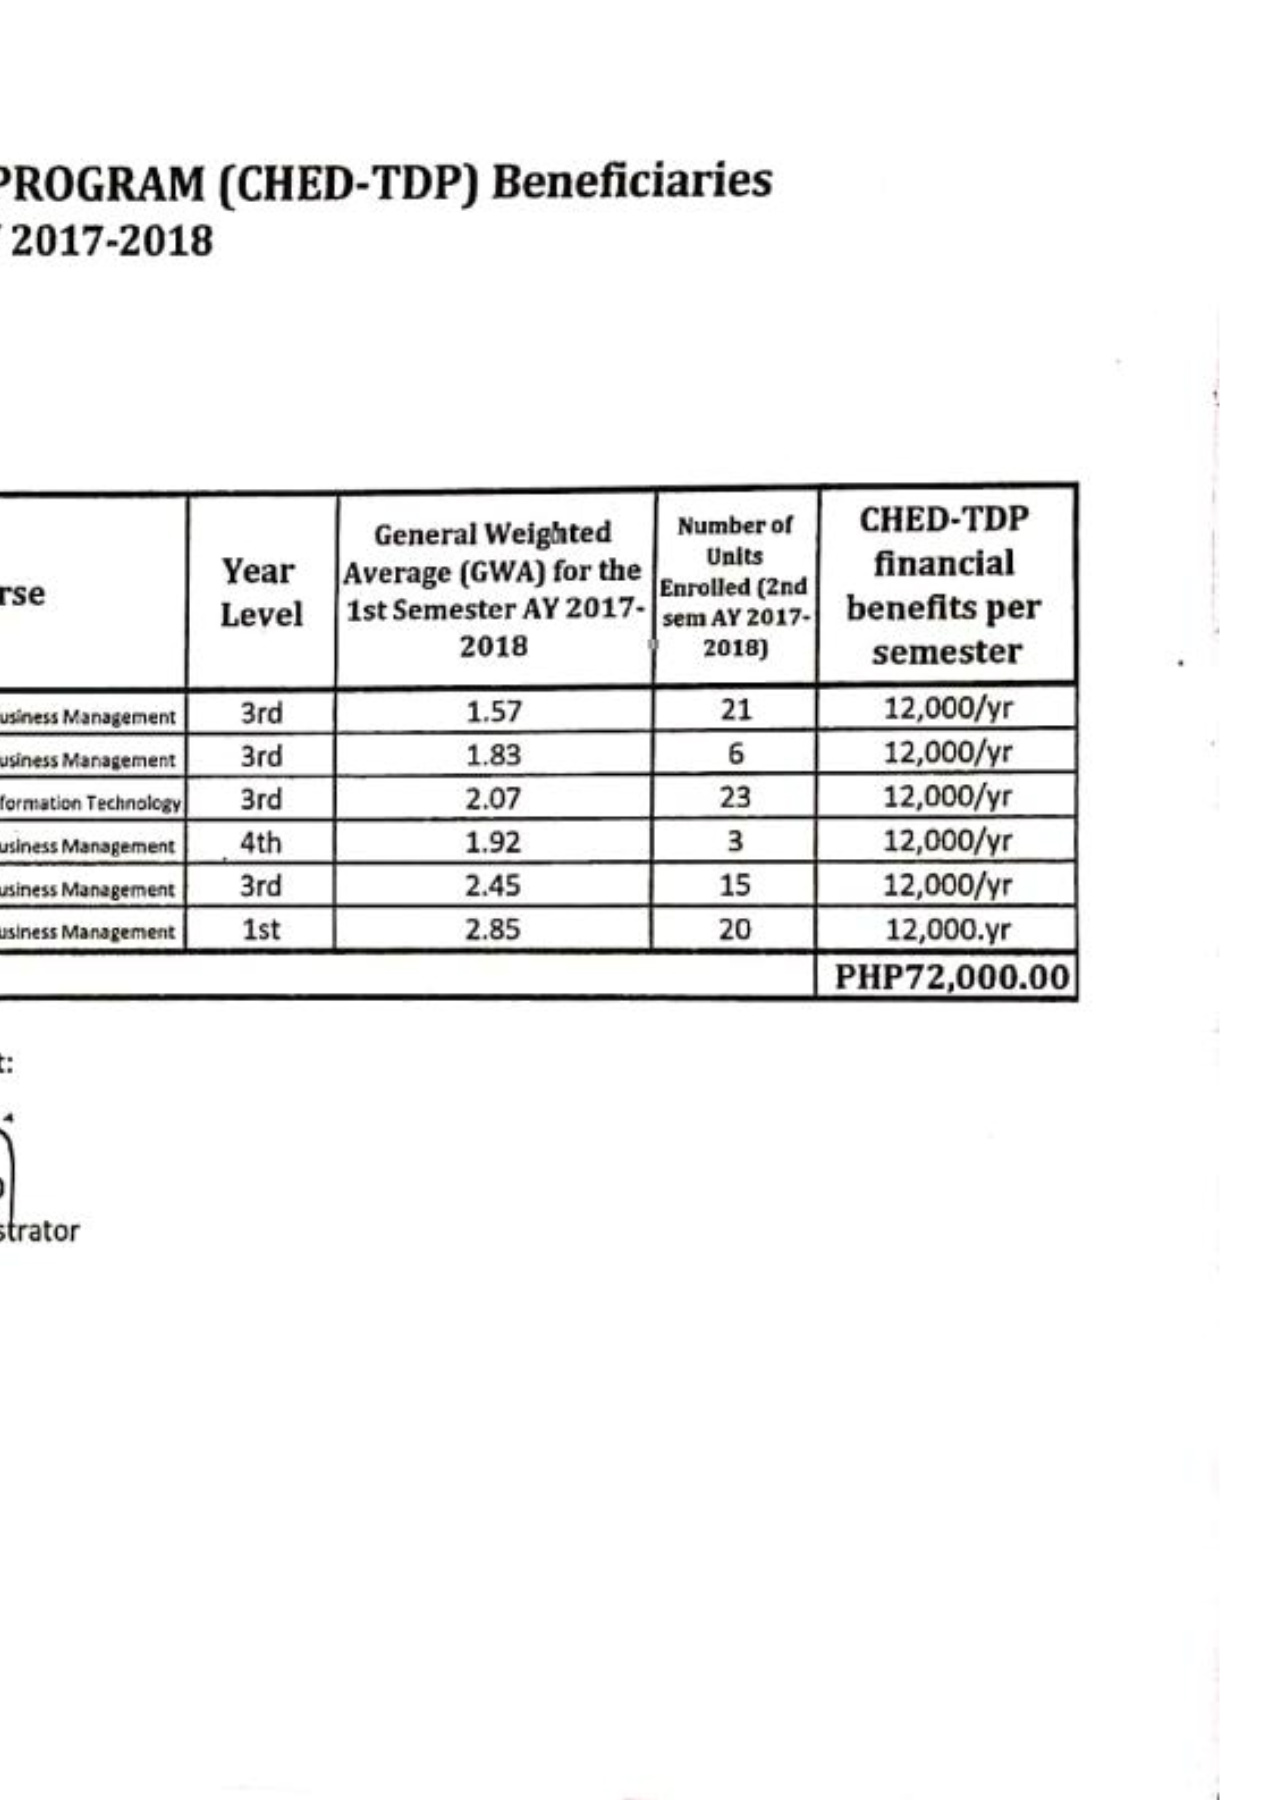 PROGRAM (CHED-TDP) Beneficiaries
2017-2018
rse
Year Level
General Weighted Average (GWA) for the 1st Semester AY 2017-2018
Number of Units Enrolled (2nd sem AY 2017-2018)
CHED-TDP financial benefits per semester
usiness Management 3rd 1.57 21 12,000/yr
usiness Management 3rd 1.83 6 12,000/yr
formation Technology 3rd 2.07 23 12,000/yr
usiness Management 4th 1.92 3 12,000/yr
usiness Management 3rd 2.45 15 12,000/yr
usiness Management 1st 2.85 20 12,000.yr
PHP72,000.00
t:
strator